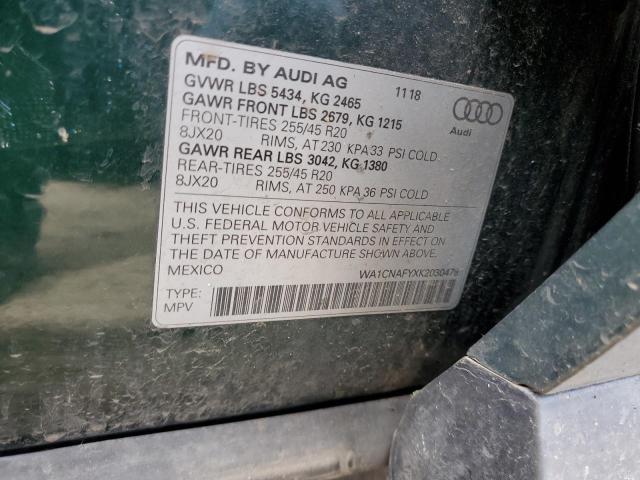 MFD. BY AUDI AG 11 18
GVWR LBS 5434, KG 2465
GAWR FRONT LBS 2679, KG 1215
FRONT-TIRES 255/45 R20
8JX20 RIMS, AT 230 KPA 33 PSI COLD
GAWR REAR LBS 3042, KG 1380
REAR-TIRES 255/45 R20
8JX20 RIMS, AT 250 KPA 36 PSI COLD
Audi
THIS VEHICLE CONFORMS TO ALL APPLICABLE
U.S. FEDERAL MOTOR VEHICLE SAFETY AND
THEFT PREVENTION STANDARDS IN EFFECT ON
THE DATE OF MANUFACTURE SHOWN ABOVE.
MEXICO
TYPE:
MPV